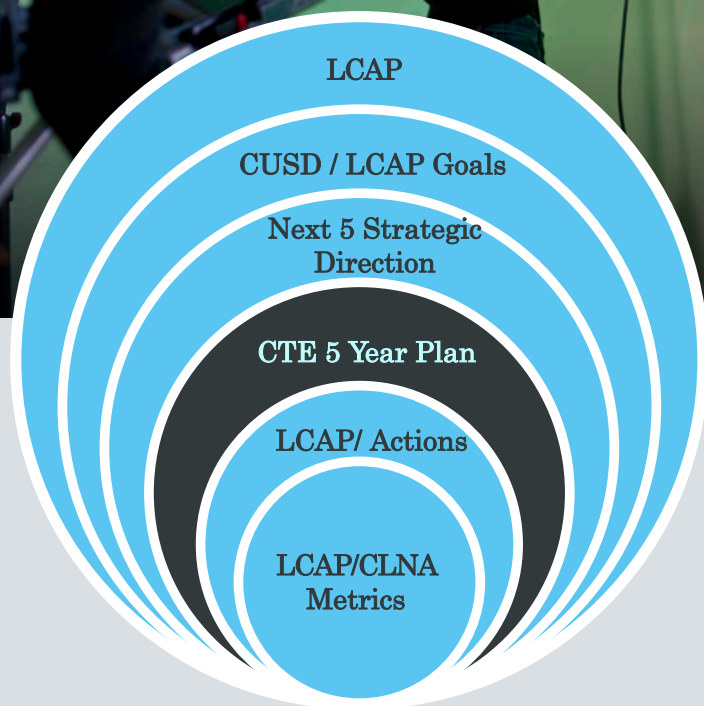 LCAP
CUSD / LCAP Goals
Next 5 Strategic
Direction
CTE 5 Year Plan
LCAP/ Actions
LCAP/CLNA
Metrics